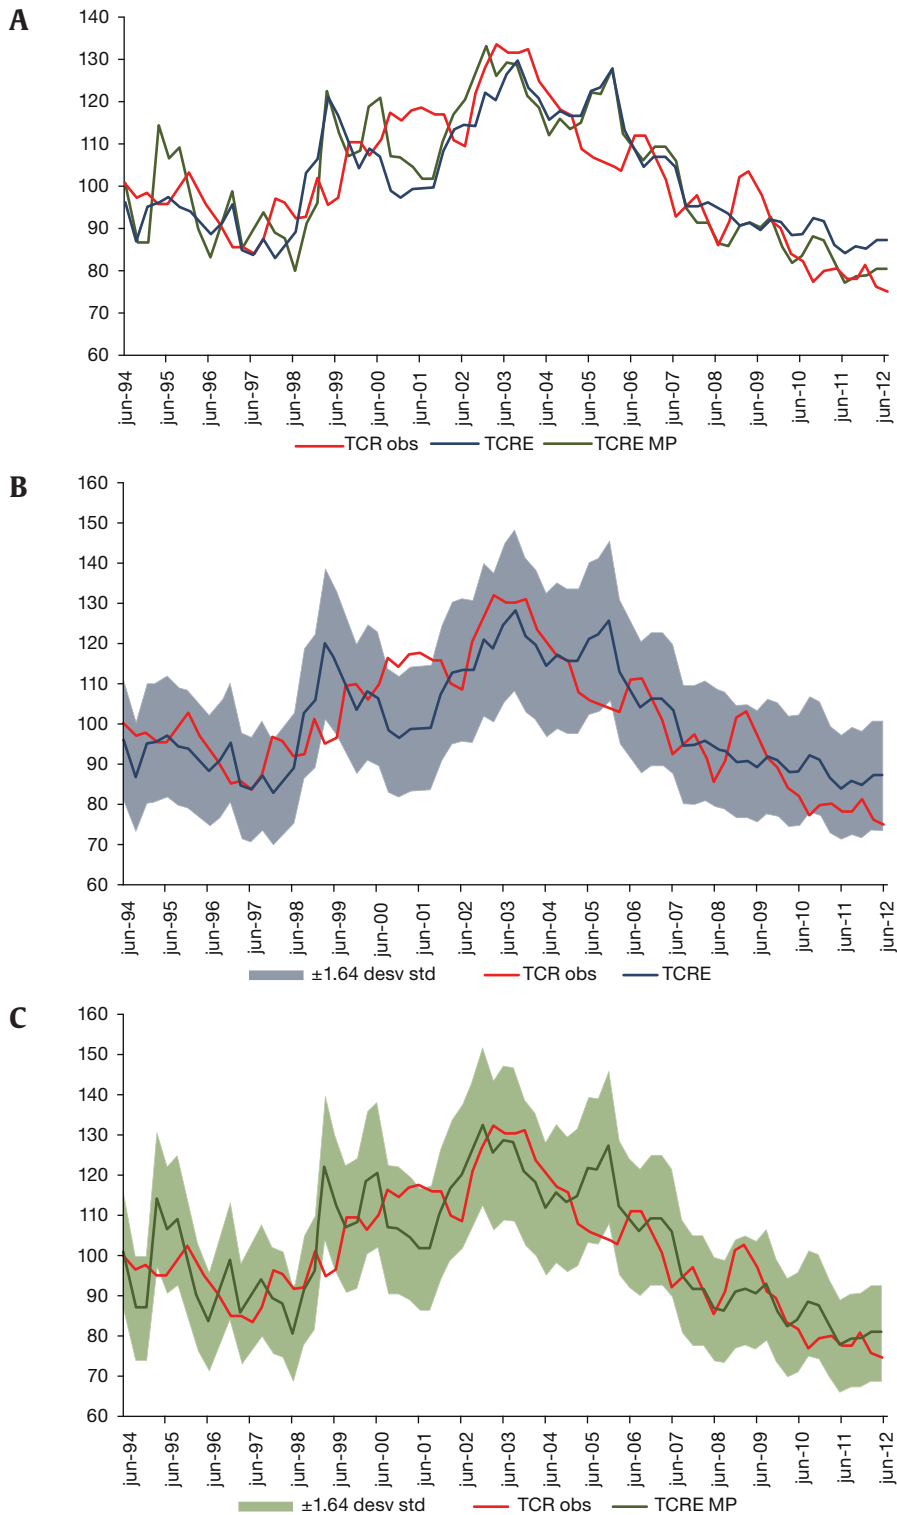 A
140
130
120
110
100
90
80
70
60
jun-94
jun-95
jun-96
jun-97
jun-98
jun-99
jun-00
jun-01
jun-02
jun-03
jun-04
jun-05
jun-06
jun-07
jun-08
jun-09
jun-10
jun-11
jun-12
TCR obs TCRE TCRE MP
B
160
150
140
130
120
110
100
90
80
70
60
jun-94
jun-95
jun-96
jun-97
jun-98
jun-99
jun-00
jun-01
jun-02
jun-03
jun-04
jun-05
jun-06
jun-07
jun-08
jun-09
jun-10
jun-11
jun-12
±1.64 desv std TCR obs TCRE
C
160
150
140
130
120
110
100
90
80
70
60
jun-94
jun-95
jun-96
jun-97
jun-98
jun-99
jun-00
jun-01
jun-02
jun-03
jun-04
jun-05
jun-06
jun-07
jun-08
jun-09
jun-10
jun-11
jun-12
±1.64 desv std TCR obs TCRE MP